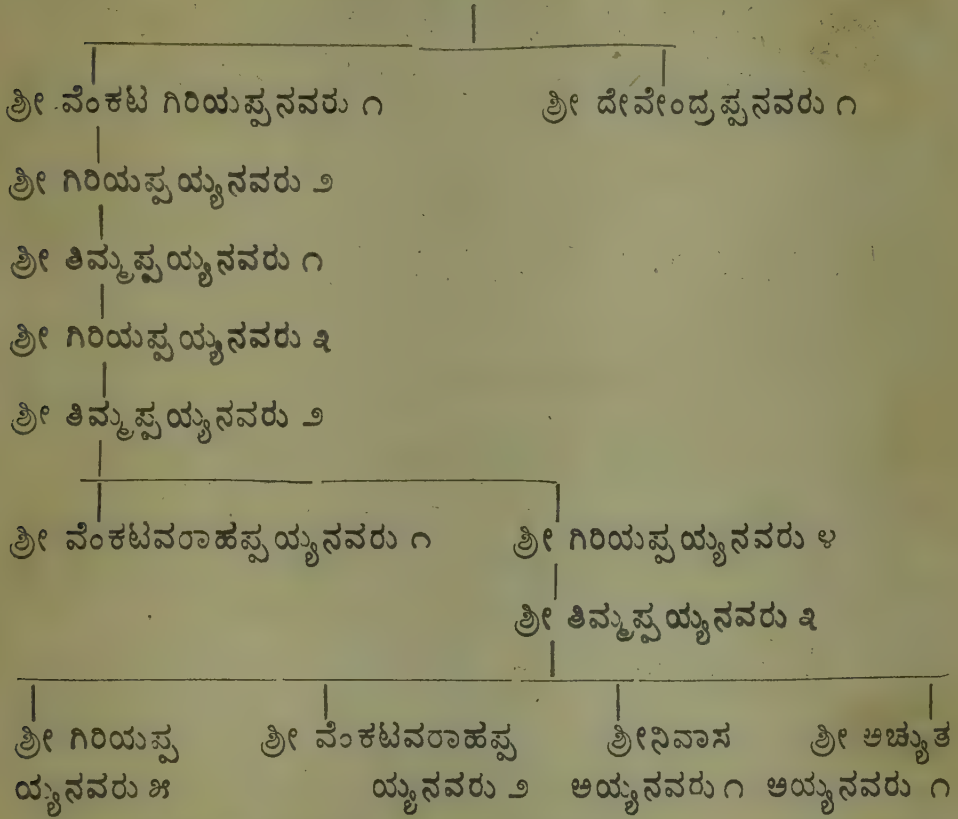 ಶ್ರೀ ವೆಂಕಟ ಗಿರಿಯಪ್ಪನವರು ೧ ಶ್ರೀ ದೇವೇಂದ್ರಪ್ಪನವರು ೧
ಶ್ರೀ ಗಿರಿಯಪ್ಪಯ್ಯನವರು ೨
ಶ್ರೀ ತಿಮ್ಮಪ್ಪಯ್ಯನವರು ೧
ಶ್ರೀ ಗಿರಿಯಪ್ಪಯ್ಯನವರು ೩
ಶ್ರೀ ತಿಮ್ಮಪ್ಪಯ್ಯನವರು ೨
ಶ್ರೀ ವೆಂಕಟವರಾಹಪ್ಪಯ್ಯನವರು ೧ ಶ್ರೀ ಗಿರಿಯಪ್ಪಯ್ಯನವರು ೪
ಶ್ರೀ ತಿಮ್ಮಪ್ಪಯ್ಯನವರು ೩
ಶ್ರೀ ಗಿರಿಯಪ್ಪ ಶ್ರೀ ವೆಂಕಟವರಾಹಪ್ಪ ಶ್ರೀನಿವಾಸ ಶ್ರೀ ಅಚ್ಯುತ
ಯ್ಯನವರು ೫ ಯ್ಯನವರು ೨ ಅಯ್ಯನವರು ೧ ಅಯ್ಯನವರು ೧